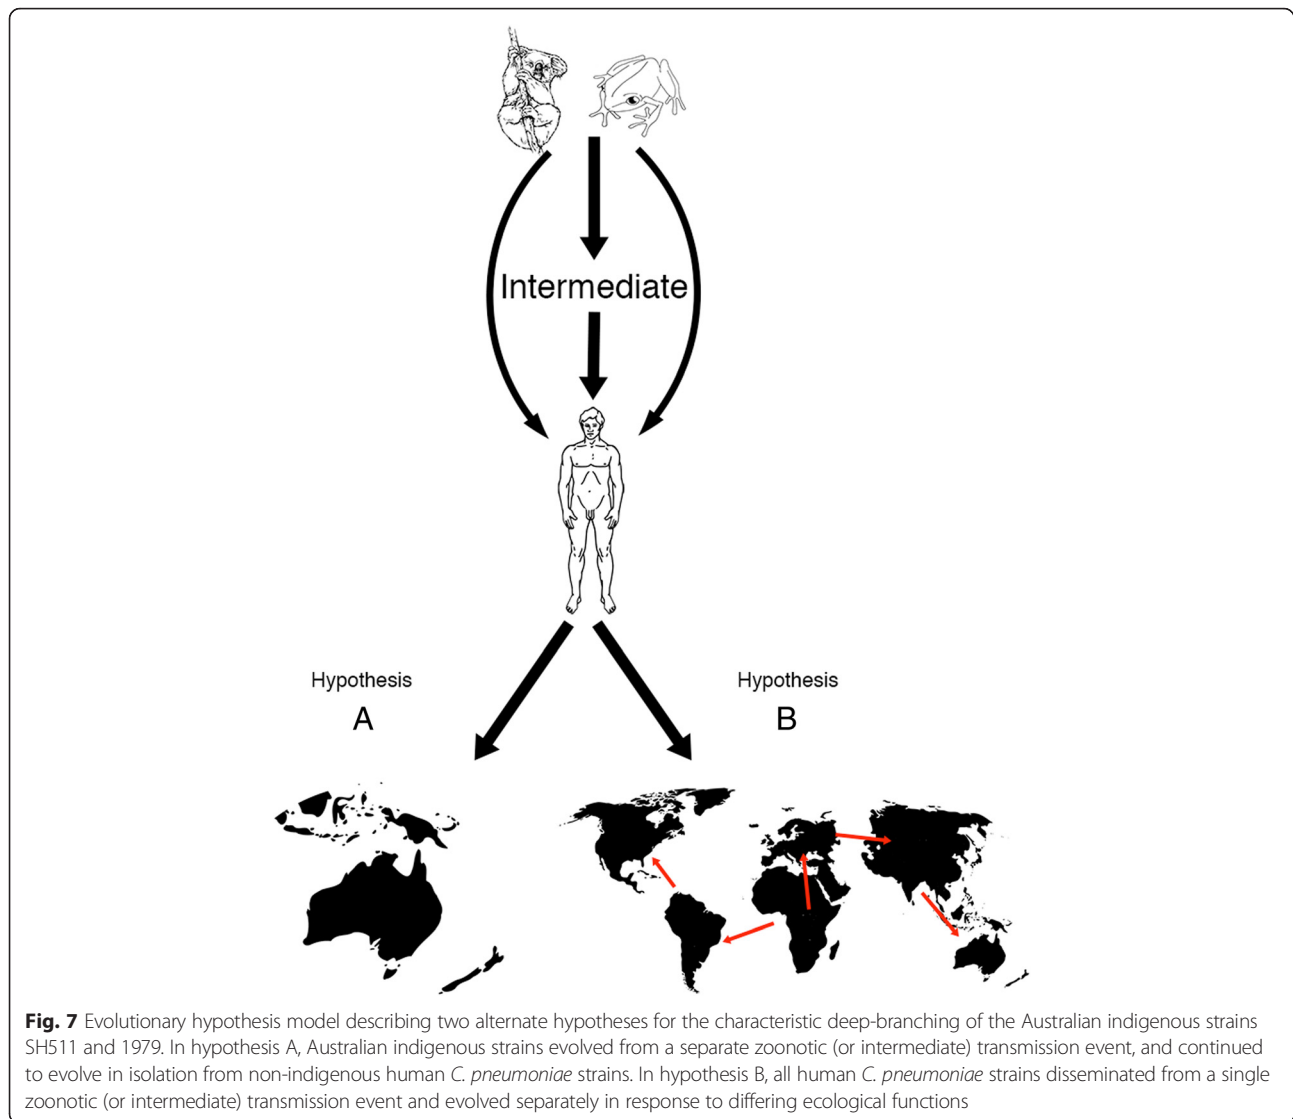 Intermediate
Hypothesis
A
Hypothesis
B
Fig. 7 Evolutionary hypothesis model describing two alternate hypotheses for the characteristic deep-branching of the Australian indigenous strains
SH511 and 1979. In hypothesis A, Australian indigenous strains evolved from a separate zoonotic (or intermediate) transmission event, and continued
to evolve in isolation from non-indigenous human C. pneumoniae strains. In hypothesis B, all human C. pneumoniae strains disseminated from a single
zoonotic (or intermediate) transmission event and evolved separately in response to differing ecological functions